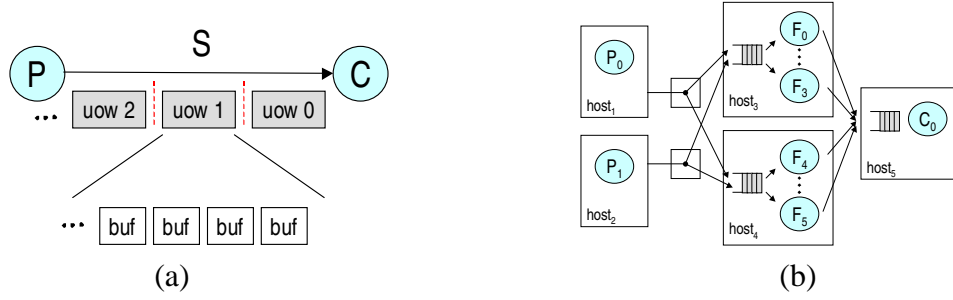 S
P
C
uow 2
uow 1
uow 0
...
... buf buf buf buf
(a)
P₀
host₁
P₁
host₂
F₀
F₃
host₃
F₄
F₅
host₄
C₀
host₅
(b)